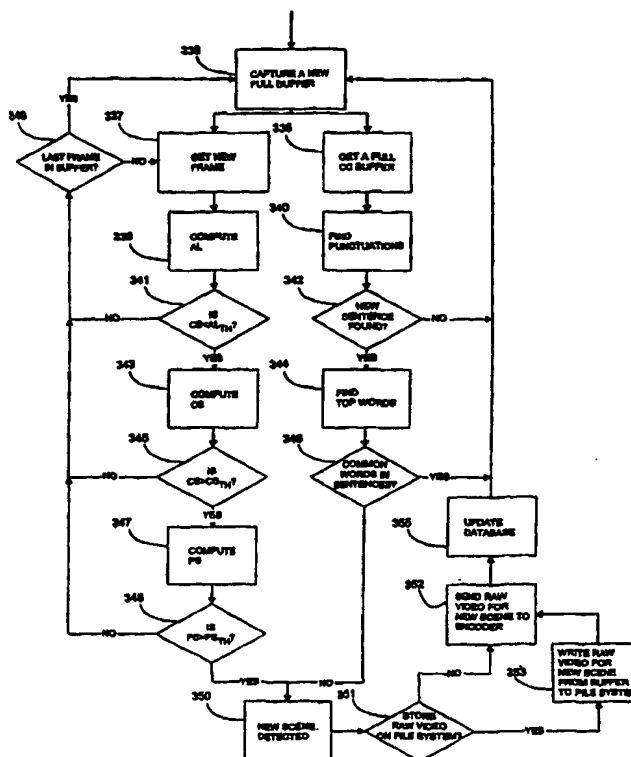 338
CAPTURE A NEW
FULL BUFFER
YES
349
LAST FRAME
IN BUFFER?
NO
337
GET NEW
FRAME
336
GET A FULL
CC BUFFER
339
COMPUTE
AL
340
FIND
PUNCTUATIONS
341
IS
TH?
NO
YES
342
NEW
SENTENCE
FOUND?
NO
YES
343
COMPUTE
CS
344
FIND
TOP WORDS
345
IS
CS>CSTH?
NO
YES
346
COMMON
WORDS IN
SENTENCES?
YES
NO
347
COMPUTE
PS
348
IS
PS>PSTH?
NO
YES
355
UPDATE
DATABASE
352
SEND RAW
VIDEO FOR
NEW SCENE TO
ENCODER
353
WRITE RAW
VIDEO FOR
NEW SCENE
FROM BUFFER
TO FILE SYSTEM
350
NEW SCENE
DETECTED
351
STORE
RAW VIDEO
ON FILE SYSTEM?
NO
YES